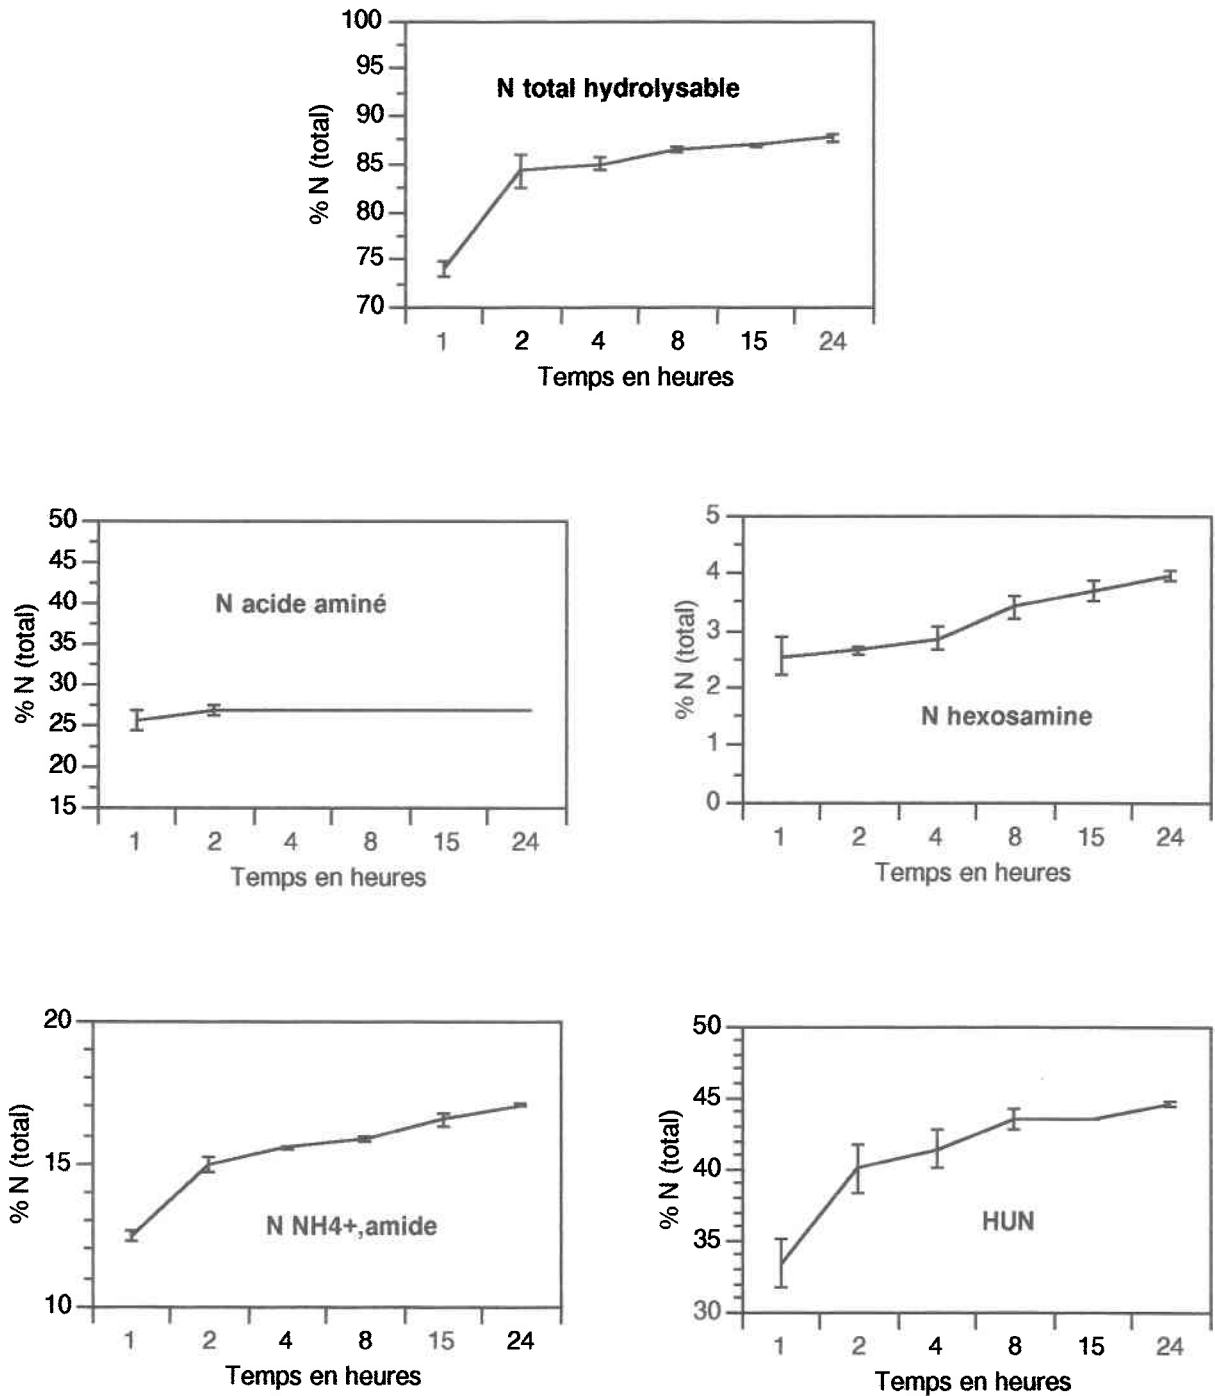 100
95
90
85
80
75
70
% N (total)
N total hydrolysable
1 2 4 8 15 24
Temps en heures
50
45
40
35
30
25
20
15
% N (total)
N acide aminé
1 2 4 8 15 24
Temps en heures
5
4
3
2
1
0
% N (total)
N hexosamine
1 2 4 8 15 24
Temps en heures
20
15
10
% N (total)
N NH4+,amide
1 2 4 8 15 24
Temps en heures
50
45
40
35
30
% N (total)
HUN
1 2 4 8 15 24
Temps en heures